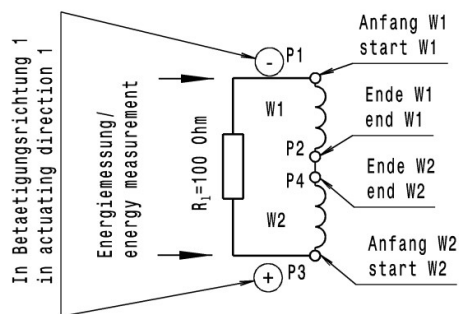 In Betaetigungsrichtung 1
in actuating direction 1
Energiemessung/
energy measurement
- P1
Anfang W1
start W1
W1
R1=100 Ohm
P2
Ende W1
end W1
P4
Ende W2
end W2
W2
+ P3
Anfang W2
start W2